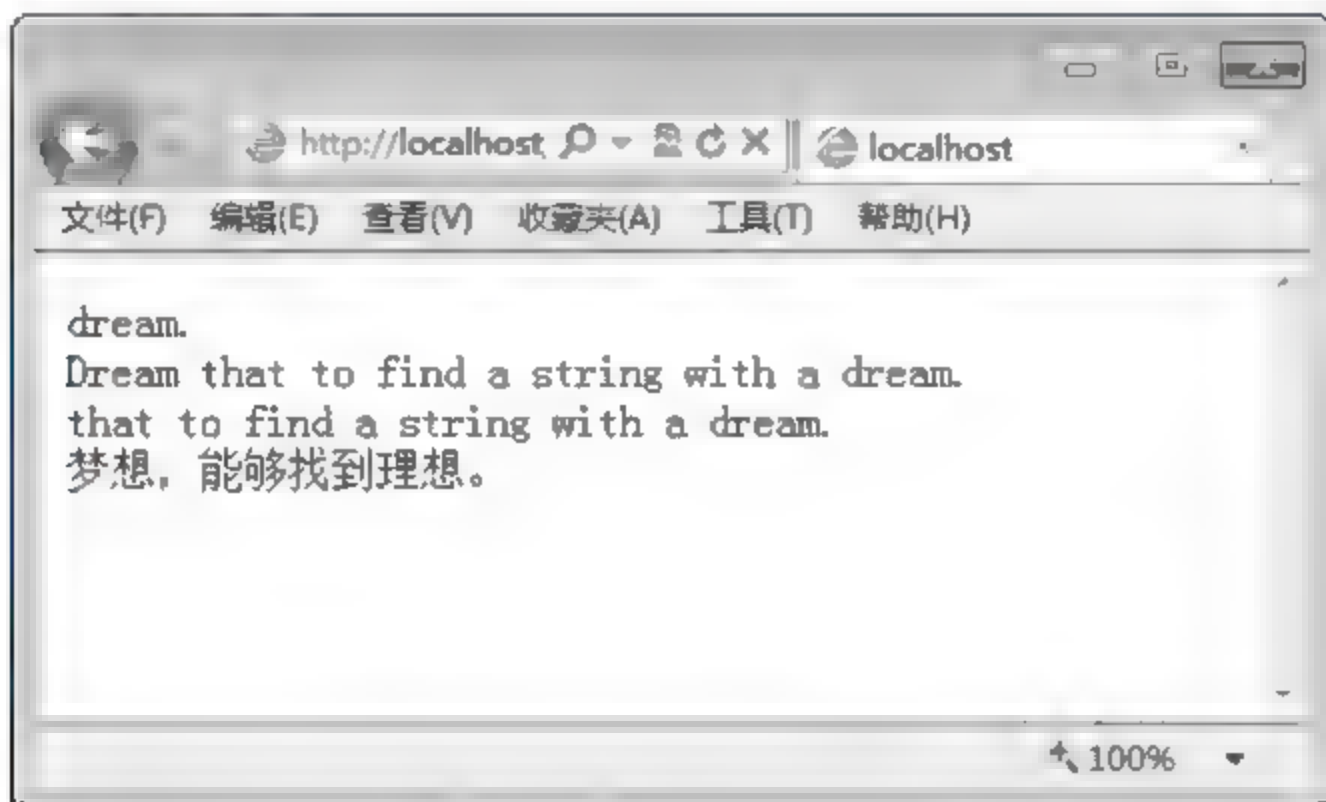 http://localhost
localhost
文件(F) 编辑(E) 查看(V) 收藏夹(A) 工具(T) 帮助(H)
dream.
Dream that to find a string with a dream.
that to find a string with a dream.
梦想，能够找到理想。
100%